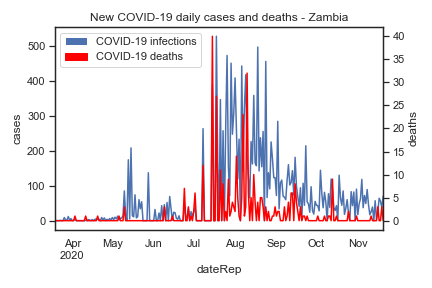 New COVID-19 daily cases and deaths - Zambia
COVID-19 infections
COVID-19 deaths
500
400
300
200
100
0
cases
40
35
30
25
20
15
10
5
0
deaths
Apr May Jun Jul Aug Sep Oct Nov
2020
dateRep